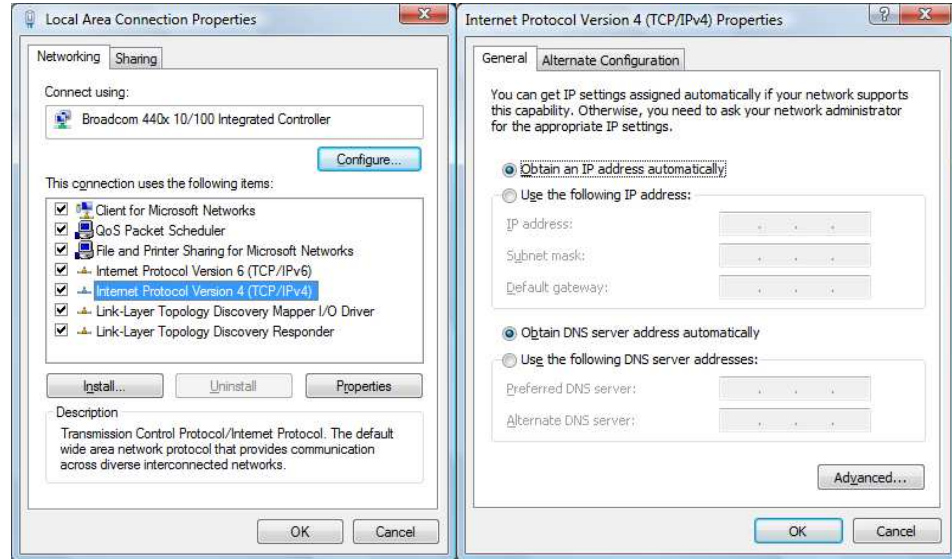 Local Area Connection Properties
Networking
Sharing
Connect using:
Broadcom 440x 10/100 Integrated Controller
Configure...
This connection uses the following items:
Client for Microsoft Networks
QoS Packet Scheduler
File and Printer Sharing for Microsoft Networks
Internet Protocol Version 6 (TCP/IPv6)
Internet Protocol Version 4 (TCP/IPv4)
Link-Layer Topology Discovery Mapper I/O Driver
Link-Layer Topology Discovery Responder
Install...
Uninstall
Properties
Description
Transmission Control Protocol/Internet Protocol. The default
wide area network protocol that provides communication
across diverse interconnected networks.
OK
Cancel
Internet Protocol Version 4 (TCP/IPv4) Properties
General
Alternate Configuration
You can get IP settings assigned automatically if your network supports
this capability. Otherwise, you need to ask your network administrator
for the appropriate IP settings.
Obtain an IP address automatically
Use the following IP address:
IP address:
Subnet mask:
Default gateway:
Obtain DNS server address automatically
Use the following DNS server addresses:
Preferred DNS server:
Alternate DNS server:
Advanced...
OK
Cancel